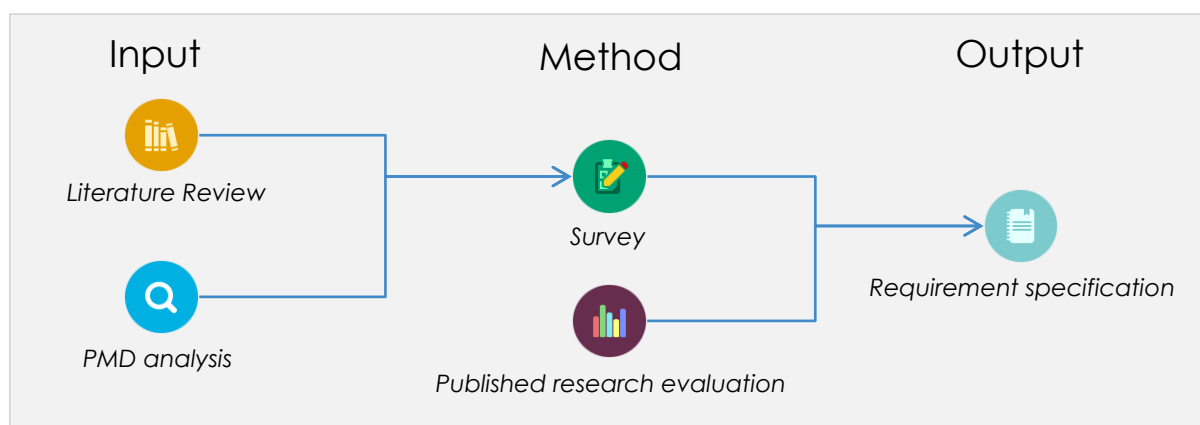 Input
Method
Output
Literature Review
Survey
Requirement specification
PMD analysis
Published research evaluation